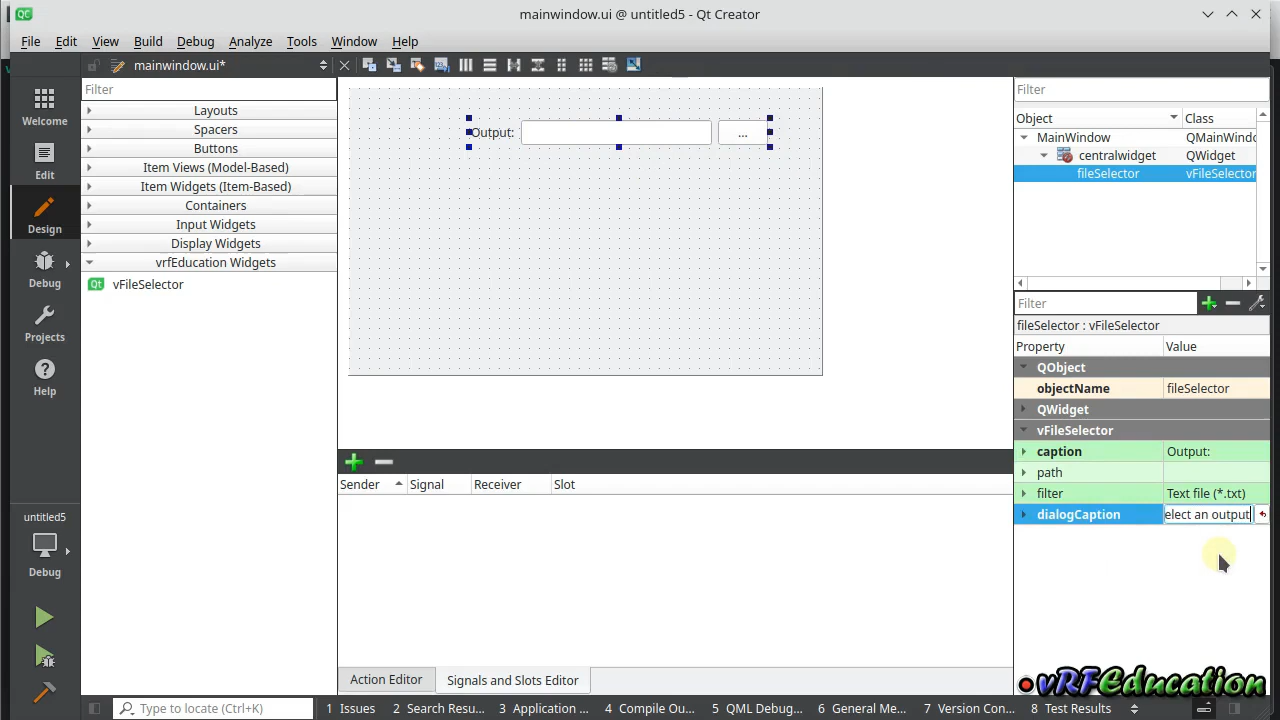 mainwindow.ui @ untitled5 - Qt Creator
File Edit View Build Debug Analyze Tools Window Help
mainwindow.ui*
Filter
Layouts
Spacers
Buttons
Item Views (Model-Based)
Item Widgets (Item-Based)
Containers
Input Widgets
Display Widgets
vrfEducation Widgets
Qt vFileSelector
Welcome
Edit
Design
Debug
Projects
Help
untitled5
Debug
Output:
...
Sender Signal Receiver Slot
Action Editor Signals and Slots Editor
Filter
Object Class
MainWindow QMainWindo
centralwidget QWidget
fileSelector vFileSelector
Filter
fileSelector : vFileSelector
Property Value
QObject
objectName fileSelector
QWidget
vFileSelector
caption Output:
path
filter Text file (*.txt)
dialogCaption elect an output
vRFEducation
Type to locate (Ctrl+K) 1 Issues 2 Search Resu... 3 Application ... 4 Compile Ou... 5 QML Debug... 6 General Me... 7 Version Con... 8 Test Results